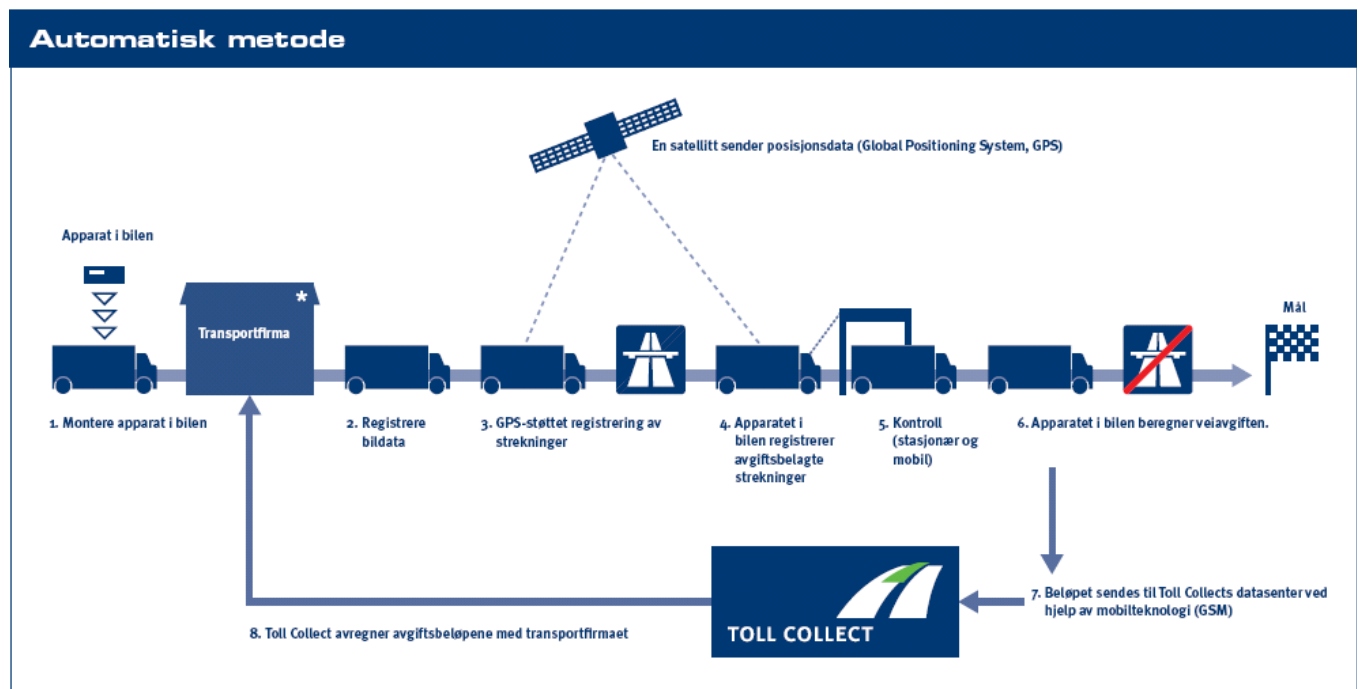 Automatisk metode
En satellitt sender posisjonsdata (Global Positioning System, GPS)
Apparat i bilen
*
Transportfirma
Mål
1. Montere apparat i bilen
2. Registrere
bildata
3. GPS-støttet registrering av
strekninger
4. Apparatet i
bilen registrerer
avgiftsbelagte
strekninger
5. Kontroll
(stasjonær og
mobil)
6. Apparatet i bilen beregner veiavgiften.
7. Beløpet sendes til Toll Collects datasenter ved
hjelp av mobilteknologi (GSM)
TOLL COLLECT
8. Toll Collect avregner avgiftsbeløpene med transportfirmaet